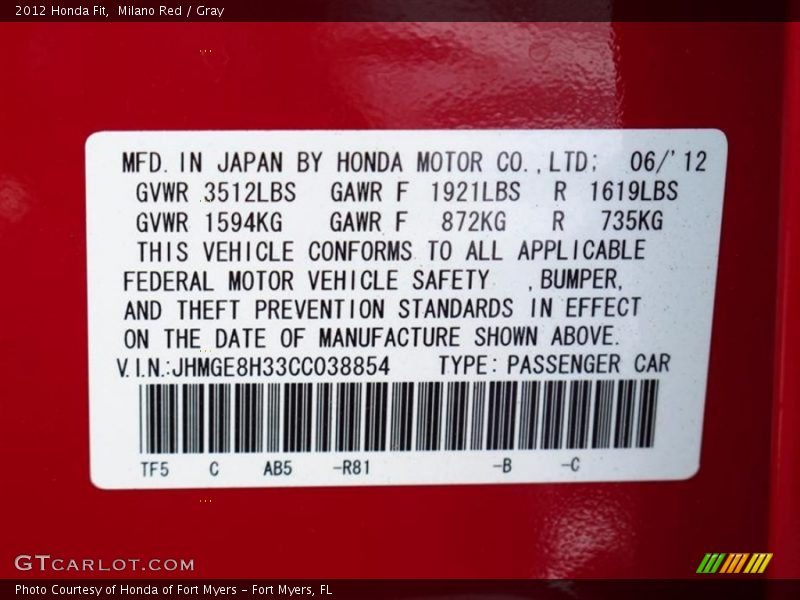 2012 Honda Fit,  Milano Red / Gray
MFD. IN JAPAN BY HONDA MOTOR CO.,LTD; 06/'12
GVWR 3512LBS GAWR F 1921LBS R 1619LBS
GVWR 1594KG GAWR F 872KG R 735KG
THIS VEHICLE CONFORMS TO ALL APPLICABLE
FEDERAL MOTOR VEHICLE SAFETY ,BUMPER,
AND THEFT PREVENTION STANDARDS IN EFFECT
ON THE DATE OF MANUFACTURE SHOWN ABOVE.
V.I.N.:JHMGE8H33CC038854 TYPE: PASSENGER CAR
TF5 C AB5 -R81 -B -C
GTCARLOT.COM
Photo Courtesy of Honda of Fort Myers - Fort Myers, FL